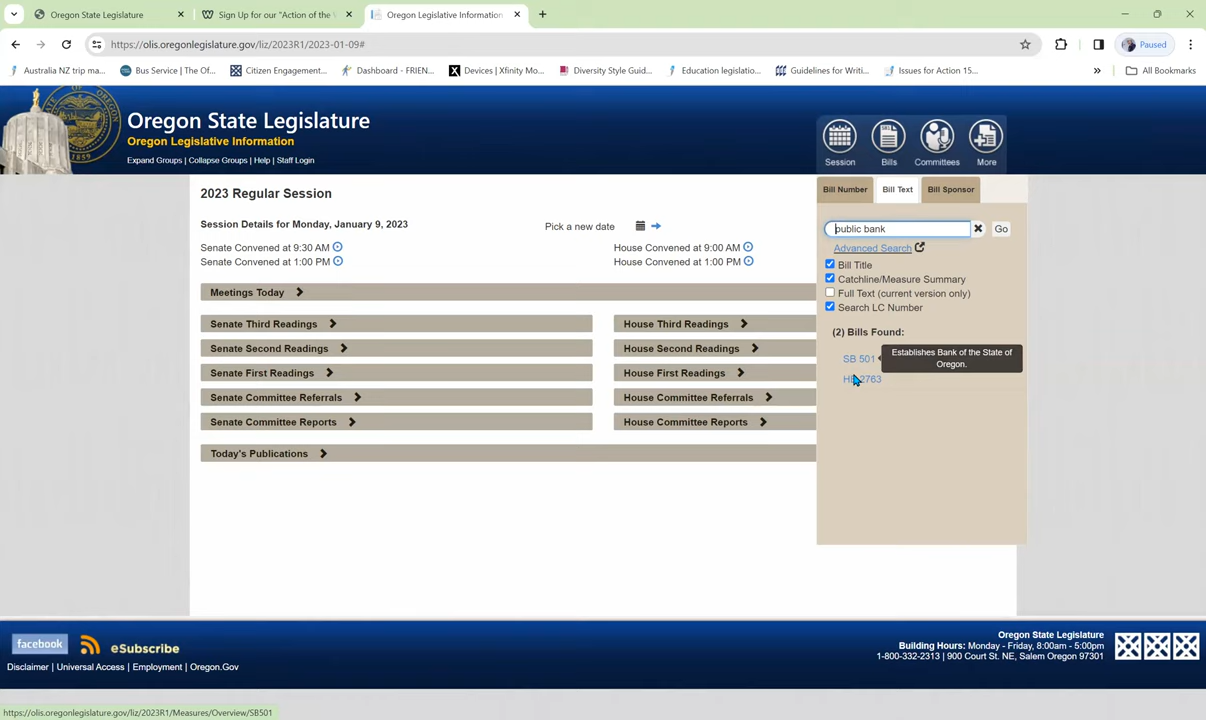 Oregon State Legislature
Sign Up for our "Action of the
Oregon Legislative Information
https://olis.oregonlegislature.gov/liz/2023R1/2023-01-09#
Paused
Australia NZ trip ma...
Bus Service | The Of...
Citizen Engagement...
Dashboard - FRIEN...
Devices | Xfinity Mo...
Diversity Style Guid...
Education legislatio...
Guidelines for Writi...
Issues for Action 15...
»
All Bookmarks
Oregon State Legislature
Oregon Legislative Information
Expand Groups | Collapse Groups | Help | Staff Login
Session
Bills
Committees
More
1859
2023 Regular Session
Session Details for Monday, January 9, 2023
Pick a new date
Senate Convened at 9:30 AM
House Convened at 9:00 AM
Senate Convened at 1:00 PM
House Convened at 1:00 PM
Meetings Today
Senate Third Readings
House Third Readings
Senate Second Readings
House Second Readings
Senate First Readings
House First Readings
Senate Committee Referrals
House Committee Referrals
Senate Committee Reports
House Committee Reports
Today's Publications
Bill Number
Bill Text
Bill Sponsor
public bank
Go
Advanced Search
Bill Title
Catchline/Measure Summary
Full Text (current version only)
Search LC Number
(2) Bills Found:
SB 501
Establishes Bank of the State of
Oregon.
HB 2763
facebook
eSubscribe
Disclaimer | Universal Access | Employment | Oregon.Gov
Oregon State Legislature
Building Hours: Monday - Friday, 8:00am - 5:00pm
1-800-332-2313 | 900 Court St. NE, Salem Oregon 97301
https://olis.oregonlegislature.gov/liz/2023R1/Measures/Overview/SB501